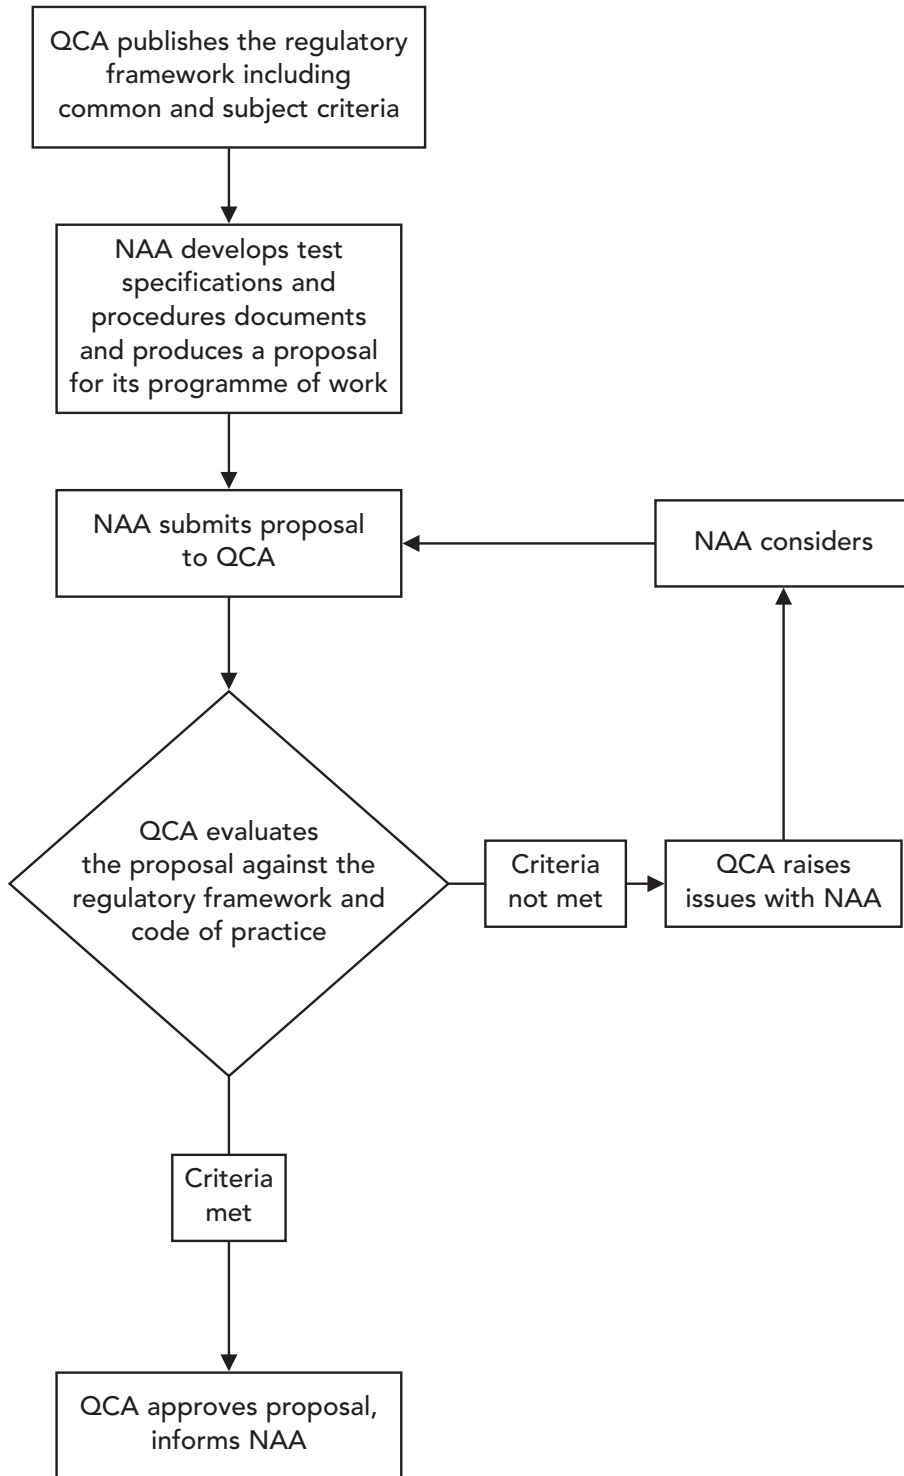 QCA publishes the regulatory
framework including
common and subject criteria
NAA develops test
specifications and
procedures documents
and produces a proposal
for its programme of work
NAA submits proposal
to QCA
NAA considers
QCA evaluates
the proposal against the
regulatory framework and
code of practice
Criteria
not met
QCA raises
issues with NAA
Criteria
met
QCA approves proposal,
informs NAA